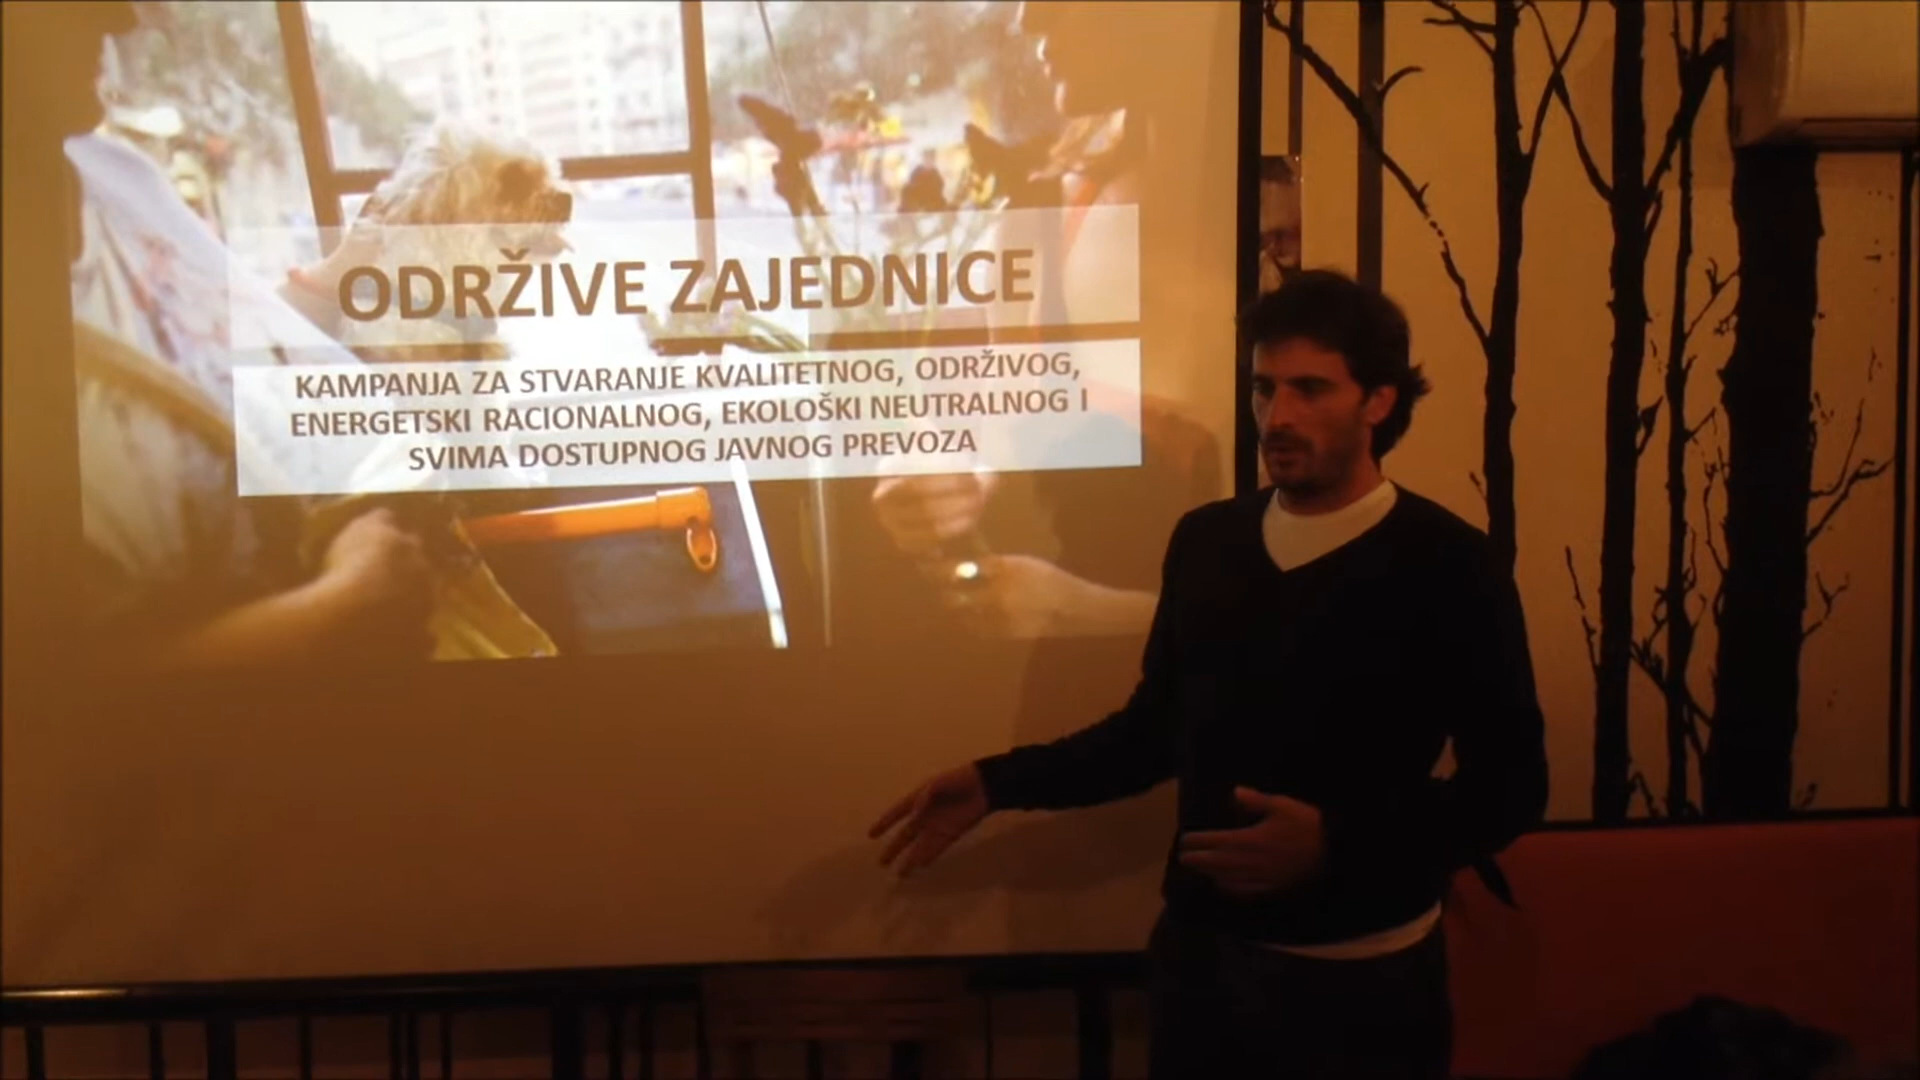 ODRŽIVE ZAJEDNICE
KAMPANJA ZA STVARANJE KVALITETNOG, ODRŽIVOG,
ENERGETSKI RACIONALNOG, EKOLOŠKI NEUTRALNOG I
SVIMA DOSTUPNOG JAVNOG PREVOZA